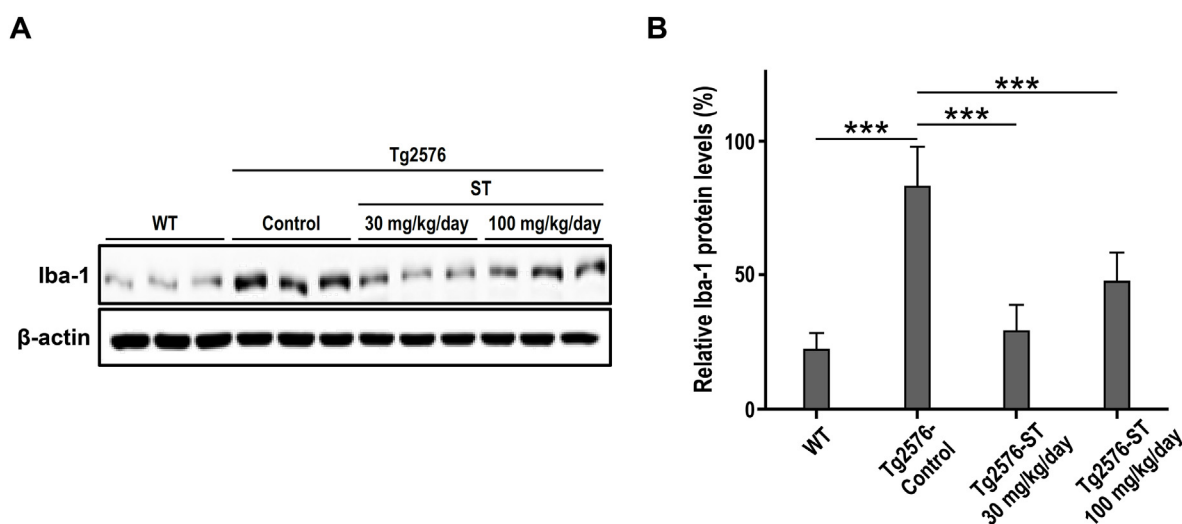 A
Tg2576
ST
WT
Control
30 mg/kg/day
100 mg/kg/day
Iba-1
β-actin
B
Relative Iba-1 protein levels (%)
100
50
0
***
***
***
WT
Tg2576-
Control
Tg2576-ST
30 mg/kg/day
Tg2576-ST
100 mg/kg/day